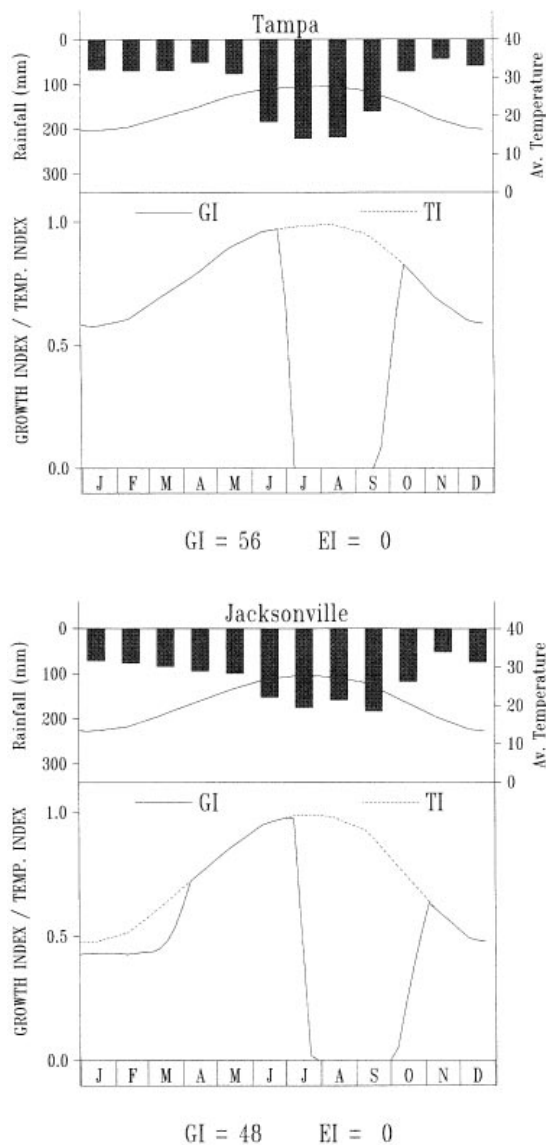 Tampa
Rainfall (mm)
0
100
200
300
40
30
20
10
0
Av. Temperature
GI TI
GROWTH INDEX / TEMP. INDEX
1.0
0.5
0.0
J F M A M J J A S O N D
GI = 56 EI = 0
Jacksonville
Rainfall (mm)
0
100
200
300
40
30
20
10
0
Av. Temperature
GI TI
GROWTH INDEX / TEMP. INDEX
1.0
0.5
0.0
J F M A M J J A S O N D
GI = 48 EI = 0